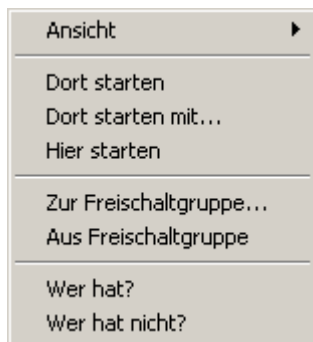 Ansicht
Dort starten
Dort starten mit...
Hier starten
Zur Freischaltgruppe...
Aus Freischaltgruppe
Wer hat?
Wer hat nicht?